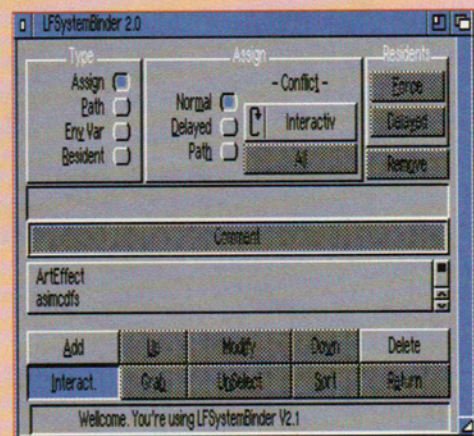 LFSystemBinder 2.0
Type
Assign
Path
Env Var
Resident
Assign
Normal
Delayed
Path
- Conflict -
Interactiv
All
Residents
Force
Delayed
Remove
Comment
ArtEffect
asimcdfs
Add Up Modify Down Delete
Interact. Grab UnSelect Sort Return
Wellcome. You're using LFSystemBinder V2.1